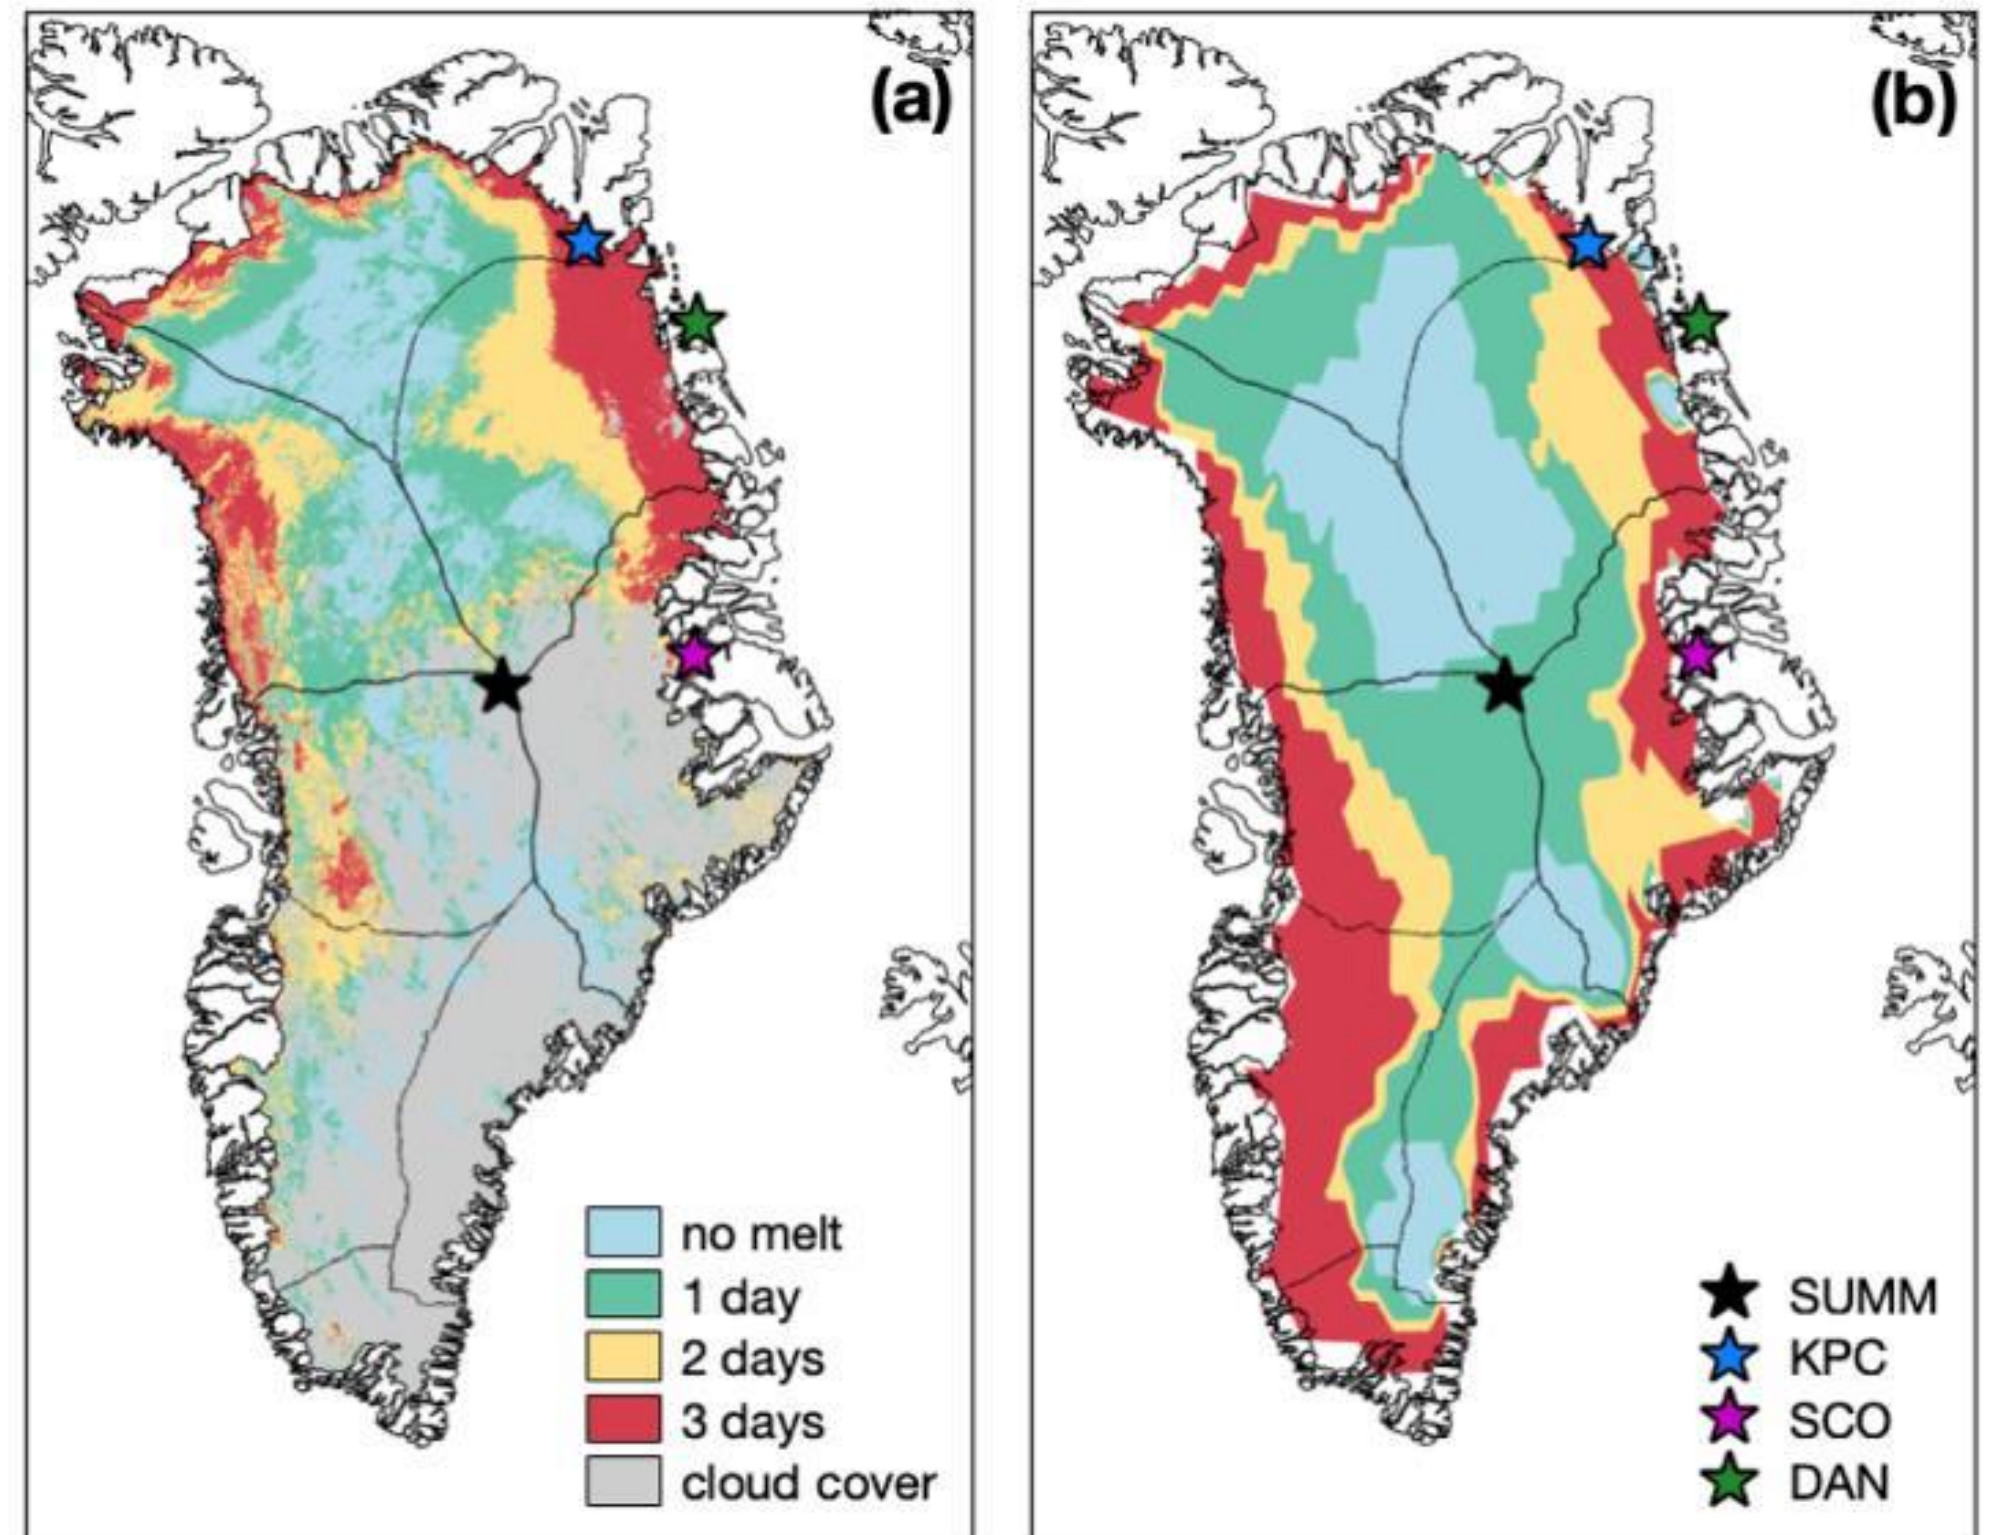 (a)
(b)
no melt
1 day
2 days
3 days
cloud cover
SUMM
KPC
SCO
DAN